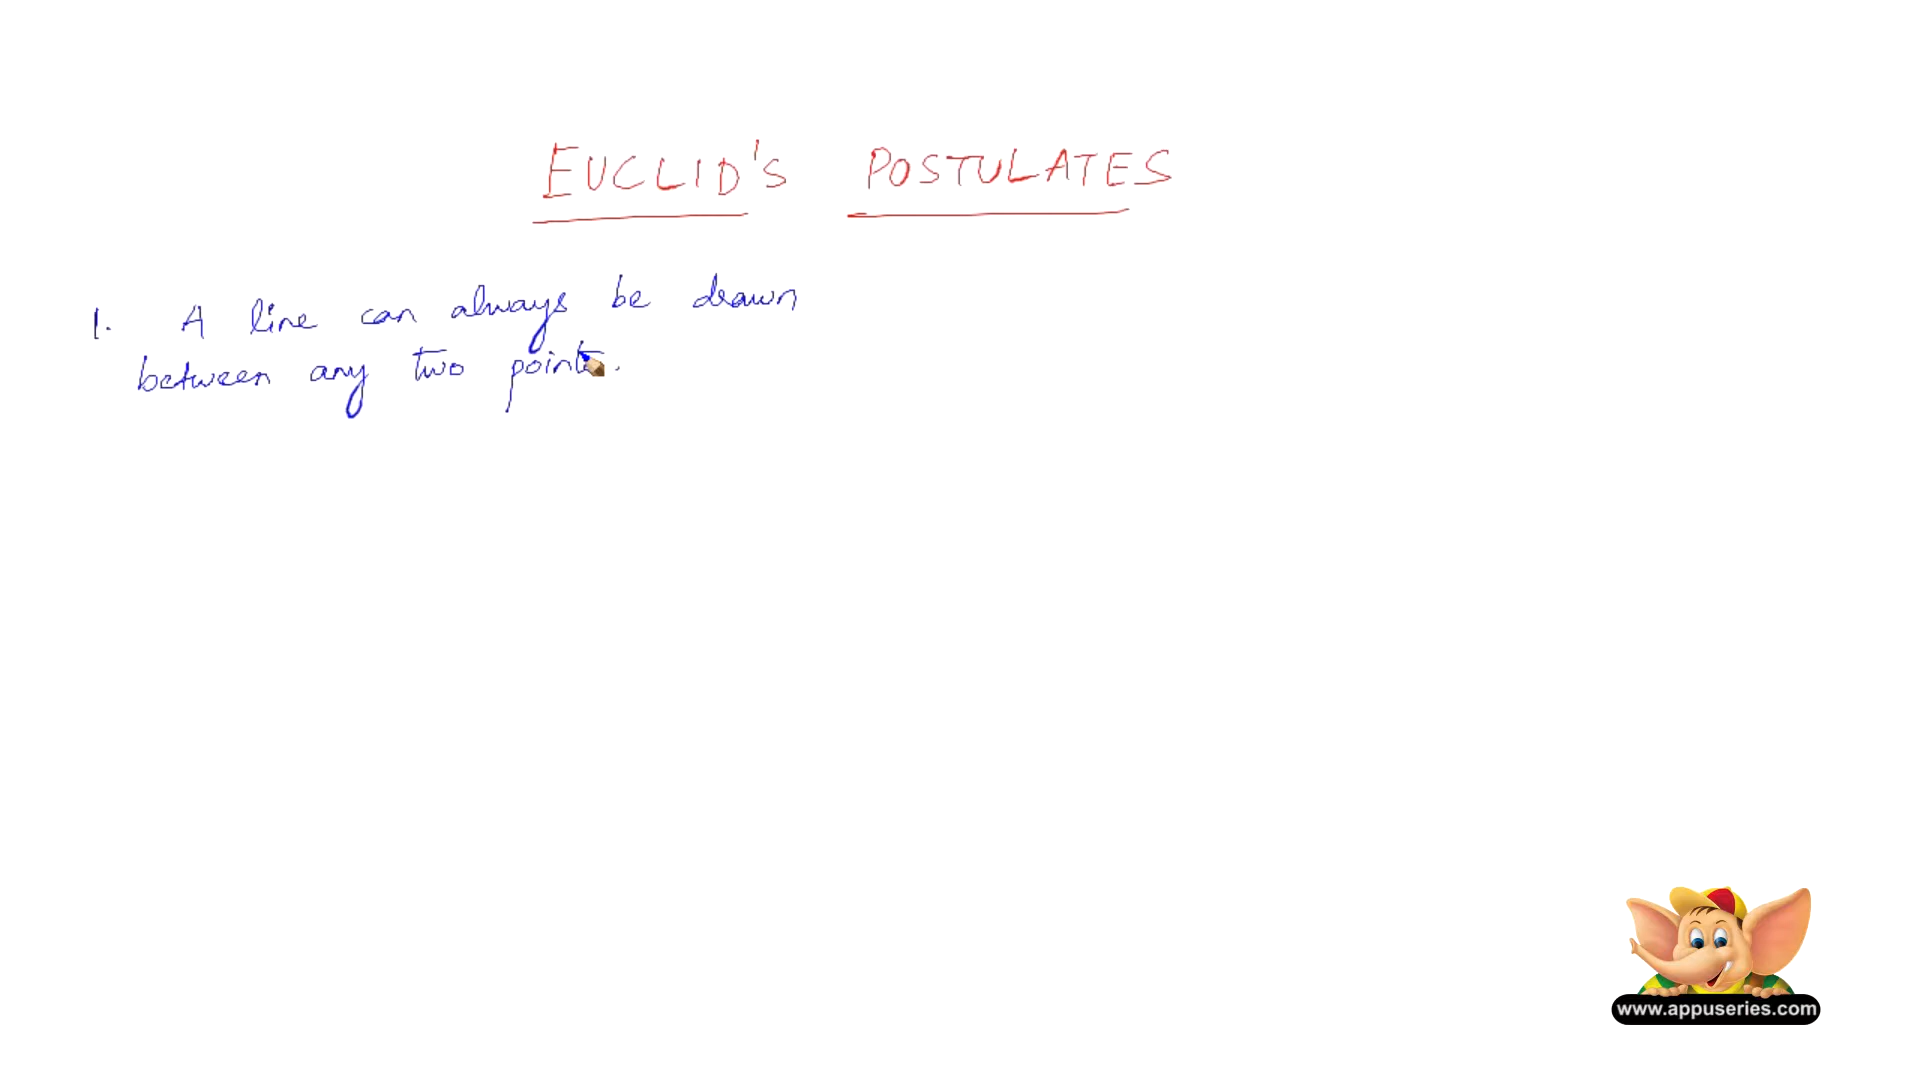 EUCLID'S POSTULATES
1. A line can always be drawn
between any two points.
www.appuseries.com